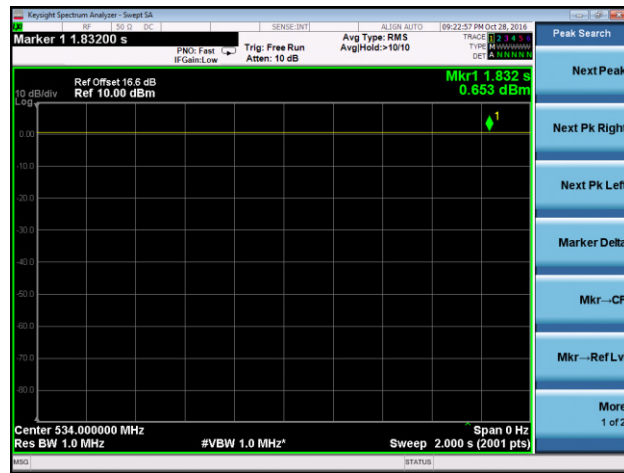 Keysight Spectrum Analyzer - Swept SA
RF 50 Ω DC SENSE:INT ALIGN AUTO 09:22:57 PM Oct 28, 2016
Marker 1 1.83200 s
PNO: Fast Trig: Free Run Avg Type: RMS TRACE 1 2 3 4 5 6
IFGain:Low Atten: 10 dB Avg|Hold:>10/10 TYPE M WWWWW
DET A N N N N N
Peak Search
Next Peak
Next Pk Right
Next Pk Left
Marker Delta
Mkr→CF
Mkr→Ref Lv
More
1 of 2
Ref Offset 16.6 dB Mkr1 1.832 s
10 dB/div Ref 10.00 dBm 0.653 dBm
Log
1
0.00
-10.0
-20.0
-30.0
-40.0
-50.0
-60.0
-70.0
-80.0
Center 534.000000 MHz Span 0 Hz
Res BW 1.0 MHz #VBW 1.0 MHz* Sweep 2.000 s (2001 pts)
MSG STATUS